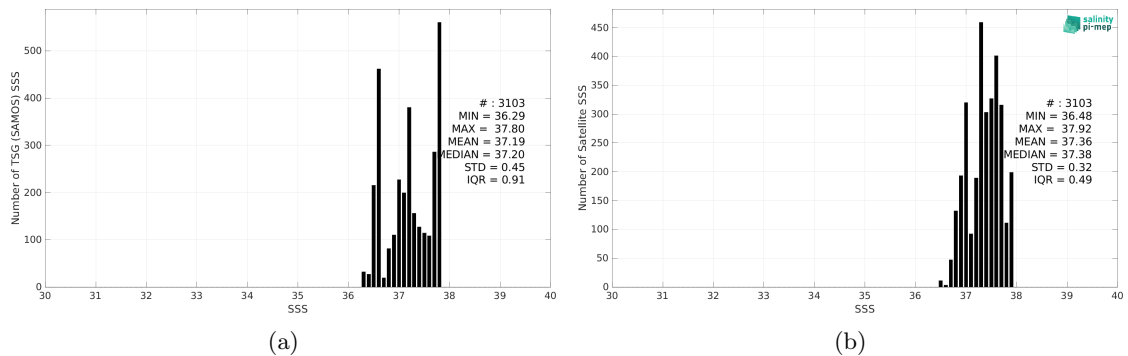 Number of TSG (SAMOS) SSS
500
400
300
200
100
0
# : 3103
MIN = 36.29
MAX = 37.80
MEAN = 37.19
MEDIAN = 37.20
STD = 0.45
IQR = 0.91
30 31 32 33 34 35 36 37 38 39 40
SSS
(a)
salinity
pi-mep
Number of Satellite SSS
450
400
350
300
250
200
150
100
50
0
# : 3103
MIN = 36.48
MAX = 37.92
MEAN = 37.36
MEDIAN = 37.38
STD = 0.32
IQR = 0.49
30 31 32 33 34 35 36 37 38 39 40
SSS
(b)